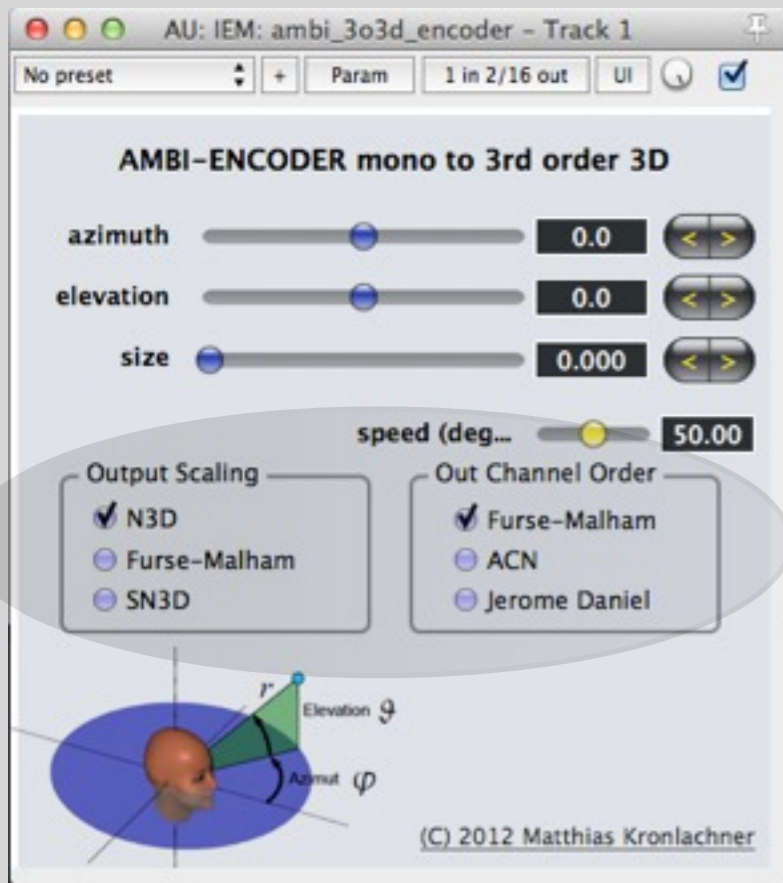 AU: IEM: ambi_3o3d_encoder – Track 1
No preset + Param 1 in 2/16 out UI
AMBI-ENCODER mono to 3rd order 3D
azimuth 0.0 < >
elevation 0.0 < >
size 0.000 < >
speed (deg... 50.00
Output Scaling Out Channel Order
N3D Furse-Malham
Furse-Malham ACN
SN3D Jerome Daniel
r
Elevation ϑ
Azimut φ
(C) 2012 Matthias Kronlachner